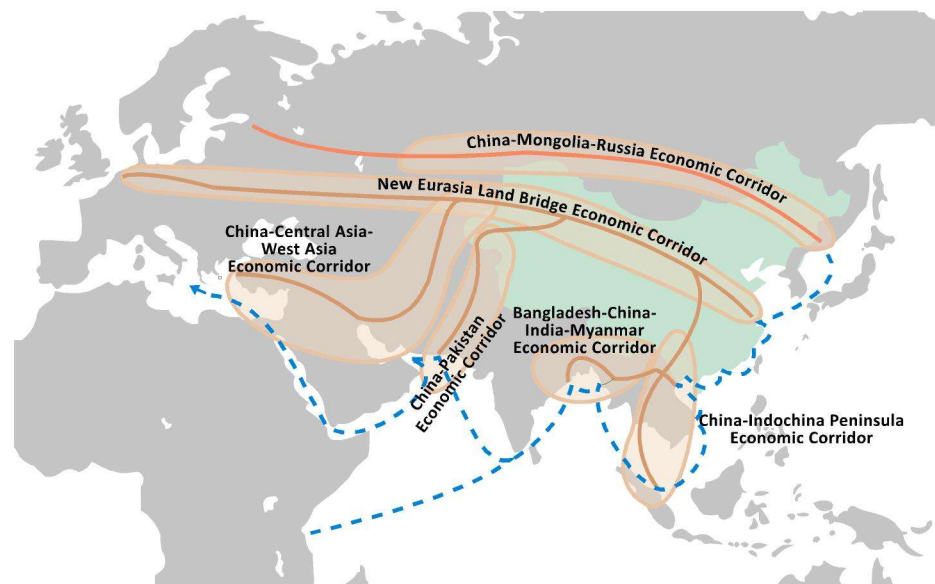 China-Mongolia-Russia Economic Corridor
New Eurasia Land Bridge Economic Corridor
China-Central Asia-
West Asia
Economic Corridor
China-Pakistan
Economic Corridor
Bangladesh-China-
India-Myanmar
Economic Corridor
China-Indochina Peninsula
Economic Corridor